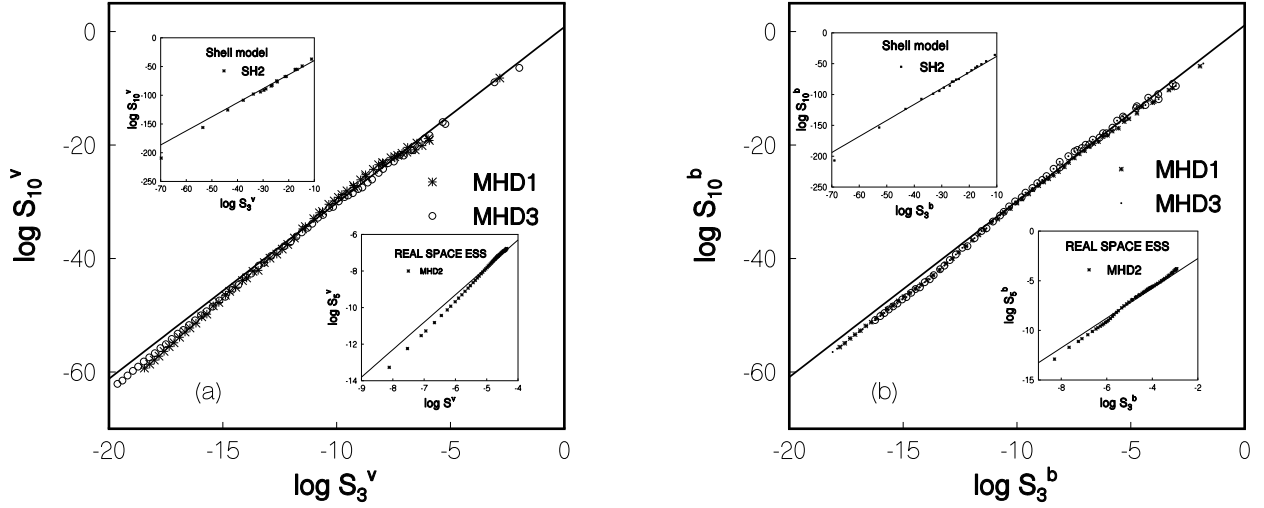 0
-20
-40
-60
-20
-15
-10
-5
0
log S₁₀ᵛ
log S₃ᵛ
(a)
MHD1
MHD3
Shell model
SH2
0
-50
-100
-150
-200
-250
-70
-60
-50
-40
-30
-20
-10
log S₁₀ᵛ
log S₃ᵛ
REAL SPACE ESS
MHD2
-6
-8
-10
-12
-14
-9
-8
-7
-6
-5
-4
log S₅ᵛ
log Sᵛ
0
-20
-40
-60
-20
-15
-10
-5
0
log S₁₀ᵇ
log S₃ᵇ
(b)
MHD1
MHD3
Shell model
SH2
0
-50
-100
-150
-200
-250
-70
-60
-50
-40
-30
-20
-10
log S₁₀ᵇ
log S₃ᵇ
REAL SPACE ESS
MHD2
0
-5
-10
-15
-8
-6
-4
-2
log S₅ᵇ
log S₃ᵇ